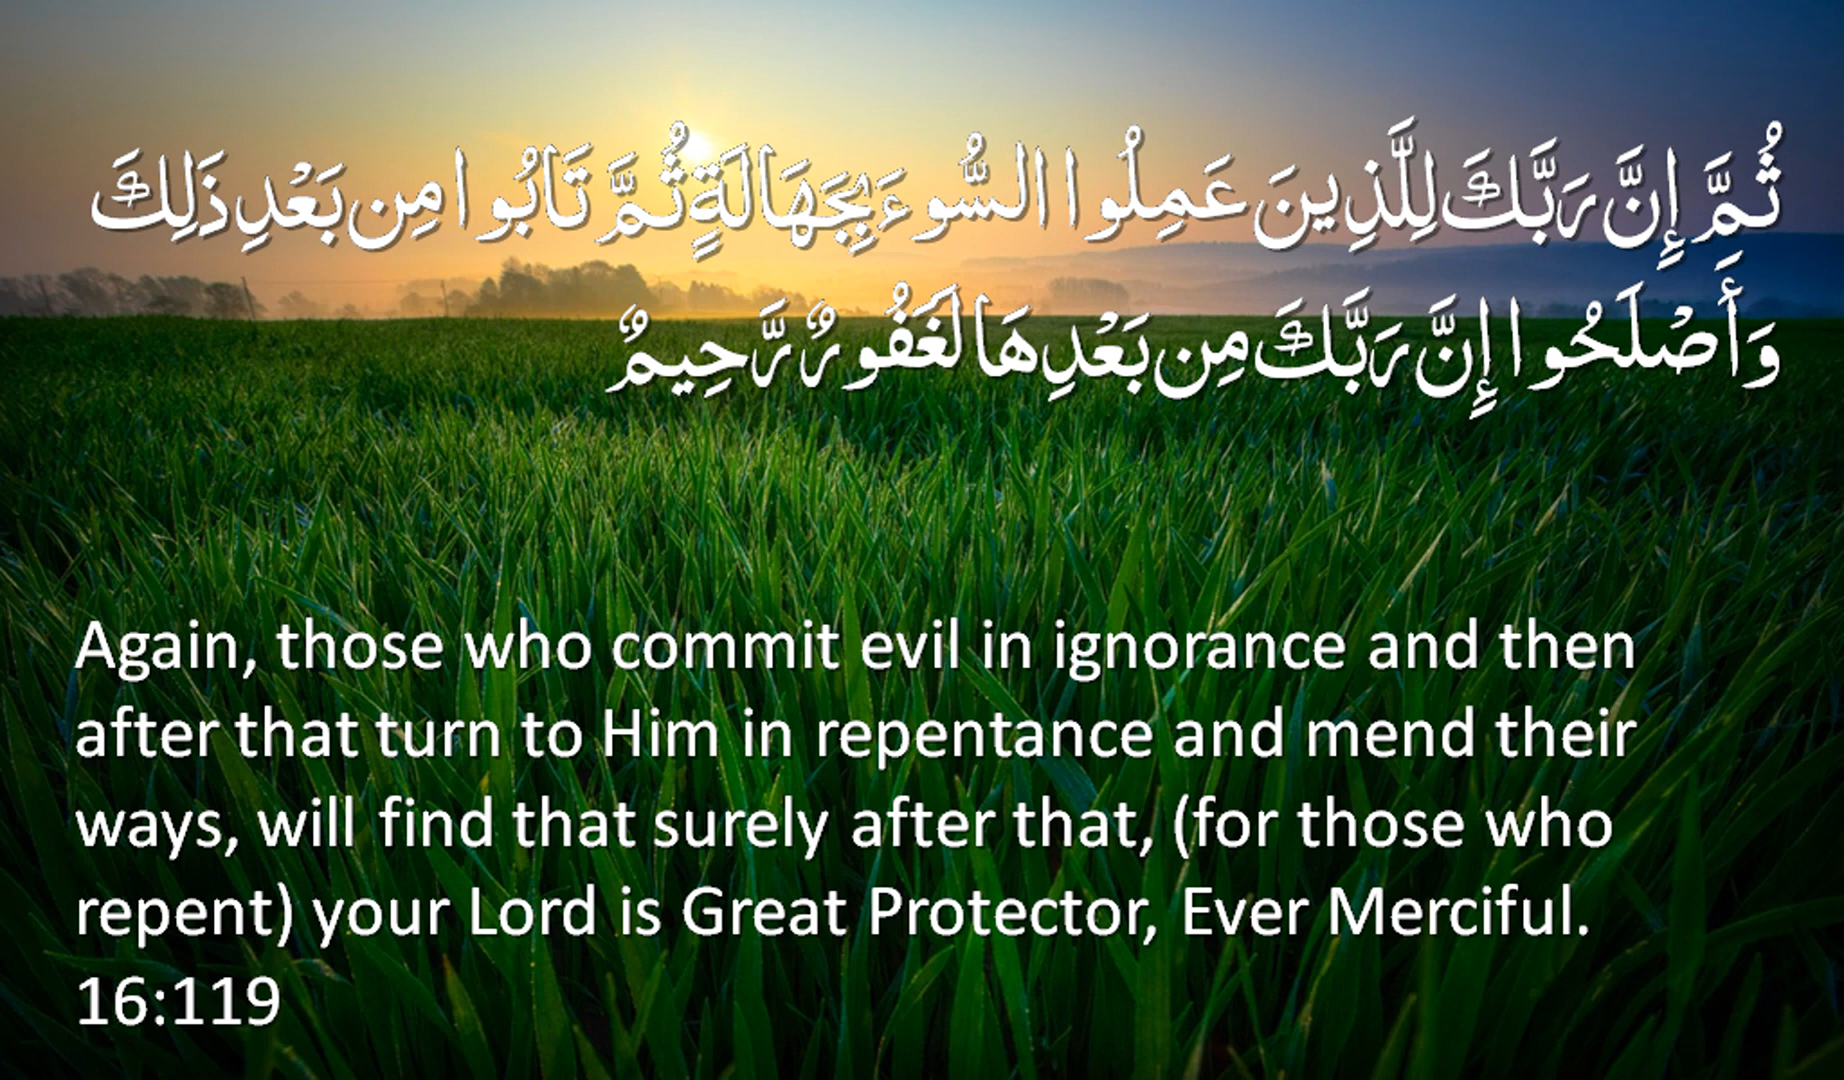 ثُمَّ إِنَّ رَبَّكَ لِلَّذِينَ عَمِلُوا السُّوءَ بِجَهَالَةٍ ثُمَّ تَابُوا مِن بَعْدِ ذَلِكَ
وَأَصْلَحُوا إِنَّ رَبَّكَ مِن بَعْدِهَا لَغَفُورٌ رَّحِيمٌ
Again, those who commit evil in ignorance and then
after that turn to Him in repentance and mend their
ways, will find that surely after that, (for those who
repent) your Lord is Great Protector, Ever Merciful.
16:119